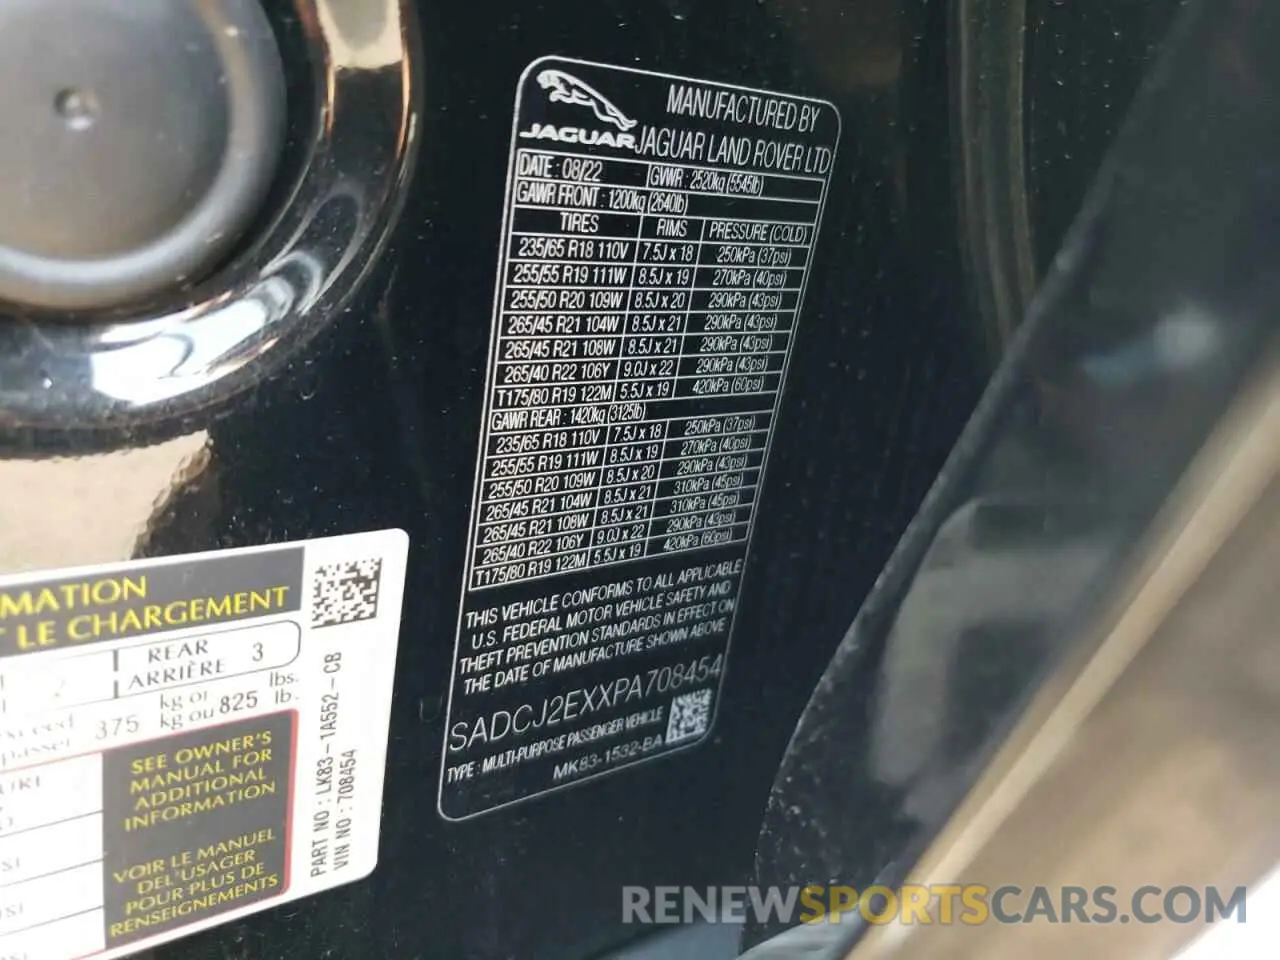 JAGUAR
MANUFACTURED BY
JAGUAR LAND ROVER LTD
DATE : 08/22 GVWR : 2520kg (5545lb)
GAWR FRONT : 1200kg (2640lb)
TIRES RIMS PRESSURE (COLD)
235/65 R18 110V 7.5J x 18 250kPa (37psi)
255/55 R19 111W 8.5J x 19 270kPa (40psi)
255/50 R20 109W 8.5J x 20 290kPa (43psi)
265/45 R21 104W 8.5J x 21 290kPa (43psi)
265/45 R21 108W 8.5J x 21 290kPa (43psi)
265/40 R22 106Y 9.0J x 22 290kPa (43psi)
T175/80 R19 122M 5.5J x 19 420kPa (60psi)
GAWR REAR : 1420kg (3125lb)
235/65 R18 110V 7.5J x 18 250kPa (37psi)
255/55 R19 111W 8.5J x 19 270kPa (40psi)
255/50 R20 109W 8.5J x 20 290kPa (43psi)
265/45 R21 104W 8.5J x 21 310kPa (45psi)
265/45 R21 108W 8.5J x 21 310kPa (45psi)
265/40 R22 106Y 9.0J x 22 290kPa (43psi)
T175/80 R19 122M 5.5J x 19 420kPa (60psi)
THIS VEHICLE CONFORMS TO ALL APPLICABLE
U.S. FEDERAL MOTOR VEHICLE SAFETY AND
THEFT PREVENTION STANDARDS IN EFFECT ON
THE DATE OF MANUFACTURE SHOWN ABOVE
SADCJ2EXXPA708454
TYPE : MULTI-PURPOSE PASSENGER VEHICLE
MK83-1532-BA
MATION
LE CHARGEMENT
2 REAR 3
ARRIÈRE
375 kg or 825 lbs.
passer kg ou lb.
SEE OWNER'S
MANUAL FOR
ADDITIONAL
INFORMATION
VOIR LE MANUEL
DE L'USAGER
POUR PLUS DE
RENSEIGNEMENTS
PART NO : LK83-1A552-CB
VIN NO : 708454
RENEWSPORTSCARS.COM